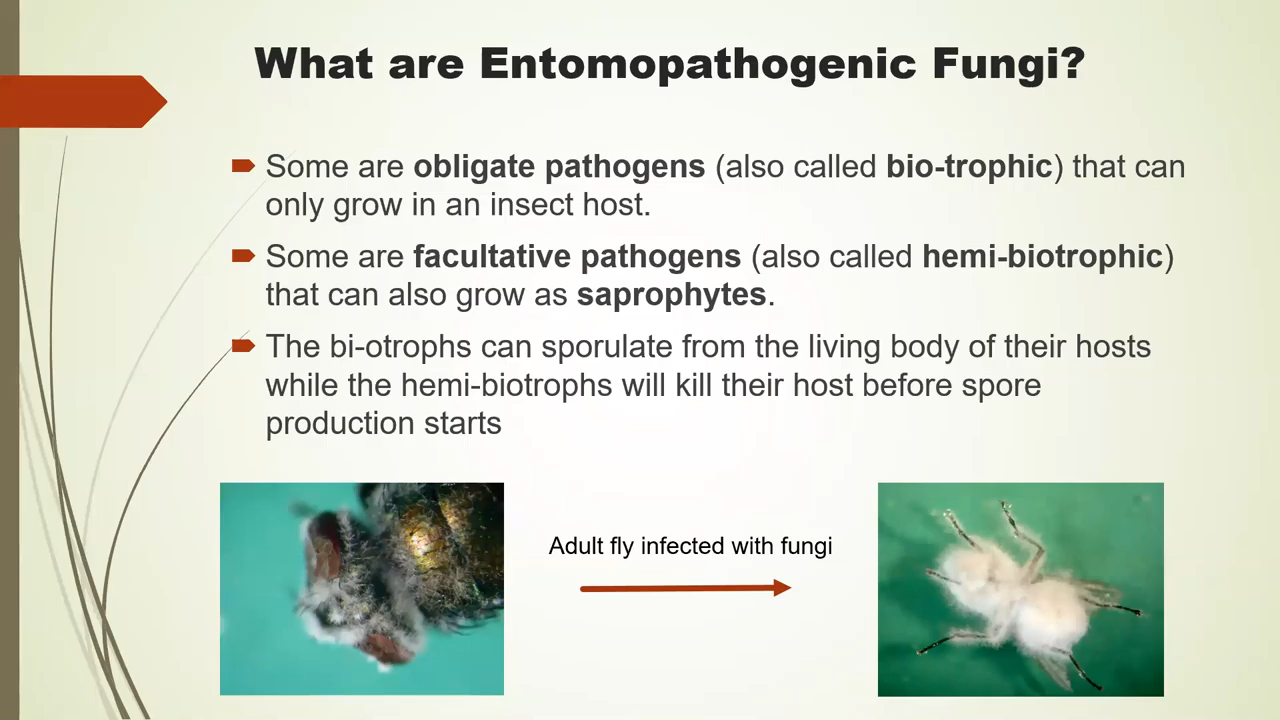 What are Entomopathogenic Fungi?
Some are obligate pathogens (also called bio-trophic) that can
only grow in an insect host.
Some are facultative pathogens (also called hemi-biotrophic)
that can also grow as saprophytes.
The bi-otrophs can sporulate from the living body of their hosts
while the hemi-biotrophs will kill their host before spore
production starts
Adult fly infected with fungi